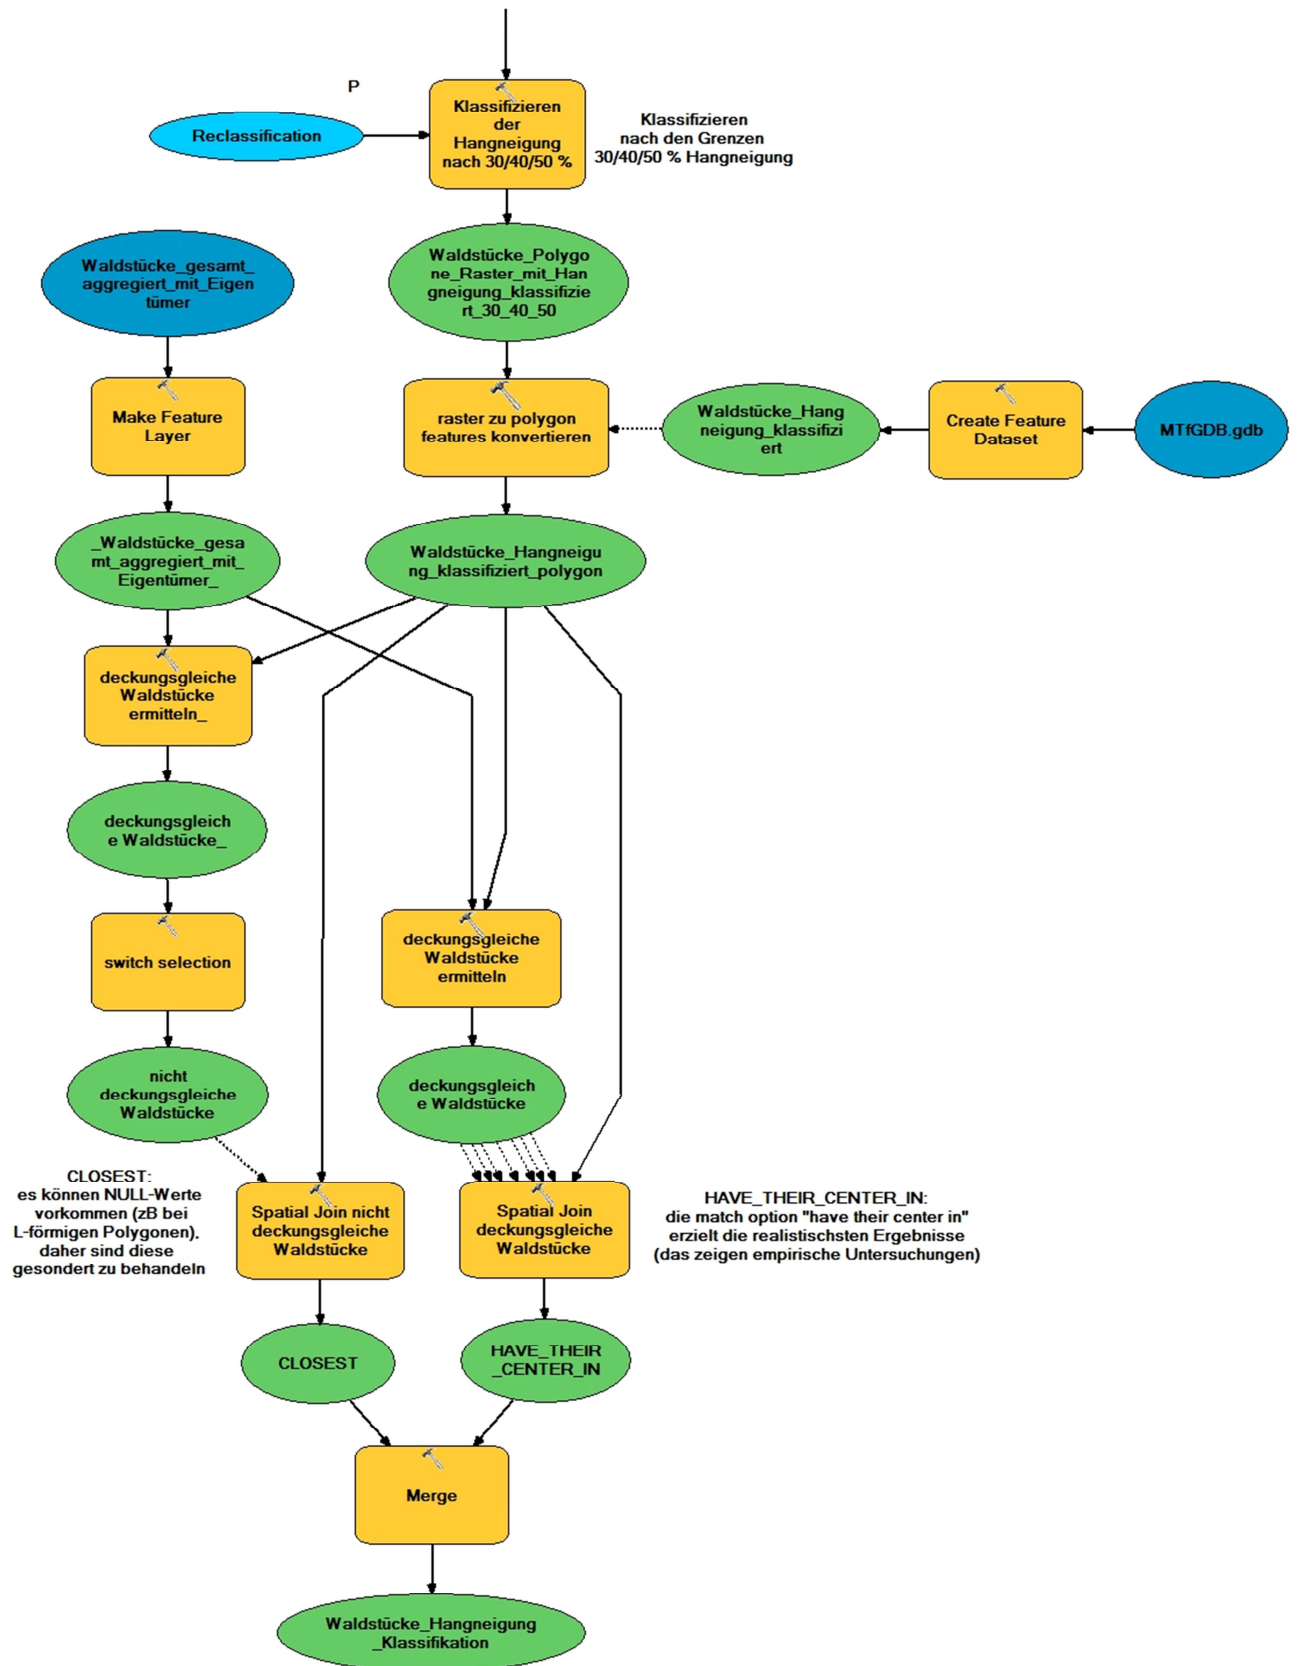 P
Klassifizieren
der
Hangneigung
nach 30/40/50 %
Reclassification
Klassifizieren
nach den Grenzen
30/40/50 % Hangneigung
Waldstücke_gesamt_
aggregiert_mit_Eigen
tümer
Waldstücke_Polygo
ne_Raster_mit_Han
gneigung_klassifizie
rt_30_40_50
Make Feature
Layer
raster zu polygon
features konvertieren
Waldstücke_Hang
neigung_klassifizi
ert
Create Feature
Dataset
MTfGDB.gdb
_Waldstücke_gesa
mt_aggregiert_mit_
Eigentümer_
Waldstücke_Hangneigu
ng_klassifiziert_polygon
deckungsgleiche
Waldstücke
ermitteln_
deckungsgleich
e Waldstücke_
switch selection
deckungsgleiche
Waldstücke
ermitteln
nicht
deckungsgleiche
Waldstücke
deckungsgleich
e Waldstücke
CLOSEST:
es können NULL-Werte
vorkommen (zB bei
L-förmigen Polygonen),
daher sind diese
gesondert zu behandeln
Spatial Join nicht
deckungsgleiche
Waldstücke
Spatial Join
deckungsgleiche
Waldstücke
HAVE_THEIR_CENTER_IN:
die match option "have their center in"
erzielt die realistischsten Ergebnisse
(das zeigen empirische Untersuchungen)
CLOSEST
HAVE_THEIR
_CENTER_IN
Merge
Waldstücke_Hangneigung
_Klassifikation